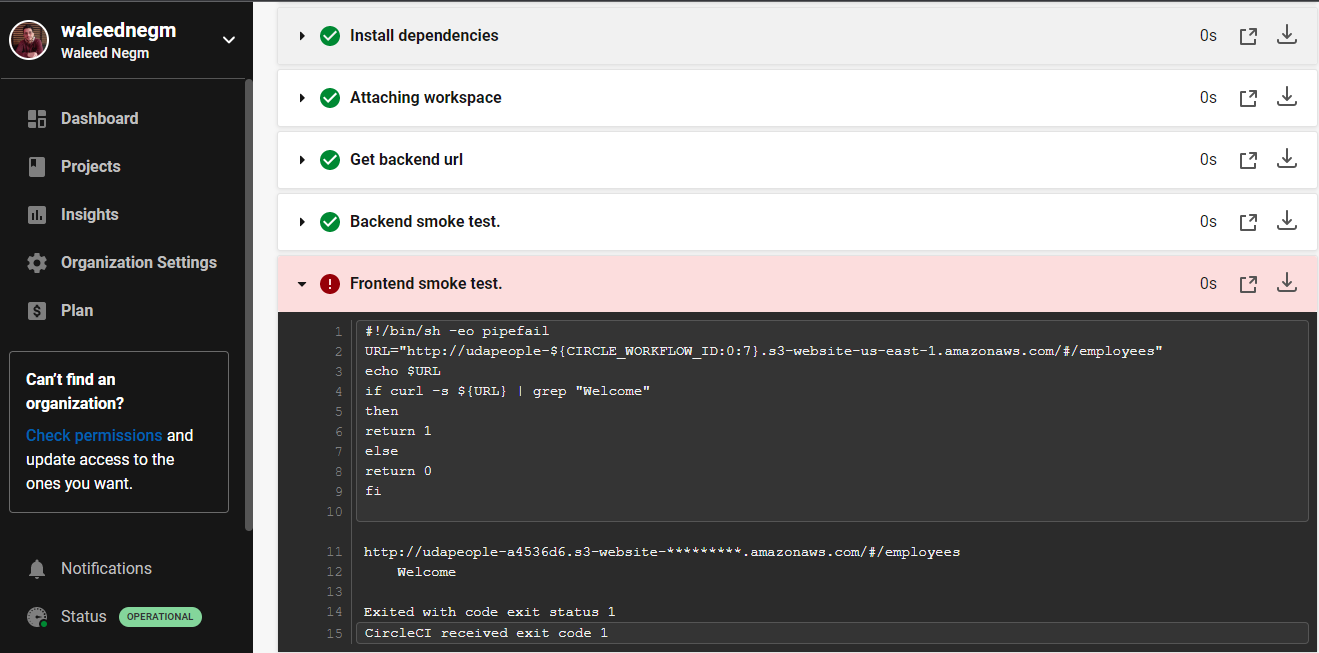 waleednegm
Waleed Negm
Dashboard
Projects
Insights
Organization Settings
Plan
Can't find an
organization?
Check permissions and
update access to the
ones you want.
Notifications
Status OPERATIONAL
Install dependencies 0s
Attaching workspace 0s
Get backend url 0s
Backend smoke test. 0s
Frontend smoke test. 0s
1 #!/bin/sh -eo pipefail
2 URL="http://udapeople-${CIRCLE_WORKFLOW_ID:0:7}.s3-website-us-east-1.amazonaws.com/#/employees"
3 echo $URL
4 if curl -s ${URL} | grep "Welcome"
5 then
6 return 1
7 else
8 return 0
9 fi
10
11 http://udapeople-a4536d6.s3-website-*********.amazonaws.com/#/employees
12 Welcome
13
14 Exited with code exit status 1
15 CircleCI received exit code 1